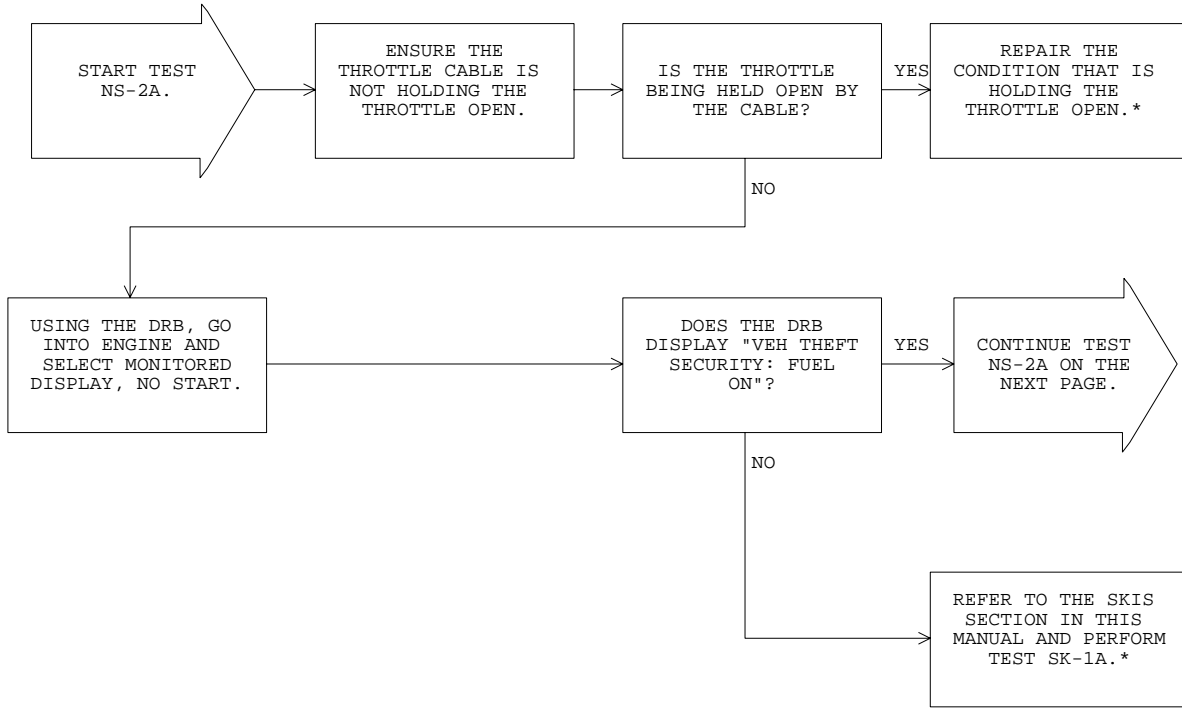 START TEST
NS-2A.
ENSURE THE
THROTTLE CABLE IS
NOT HOLDING THE
THROTTLE OPEN.
IS THE THROTTLE
BEING HELD OPEN BY
THE CABLE?
YES
REPAIR THE
CONDITION THAT IS
HOLDING THE
THROTTLE OPEN.*
NO
USING THE DRB, GO
INTO ENGINE AND
SELECT MONITORED
DISPLAY, NO START.
DOES THE DRB
DISPLAY "VEH THEFT
SECURITY: FUEL
ON"?
YES
CONTINUE TEST
NS-2A ON THE
NEXT PAGE.
NO
REFER TO THE SKIS
SECTION IN THIS
MANUAL AND PERFORM
TEST SK-1A.*